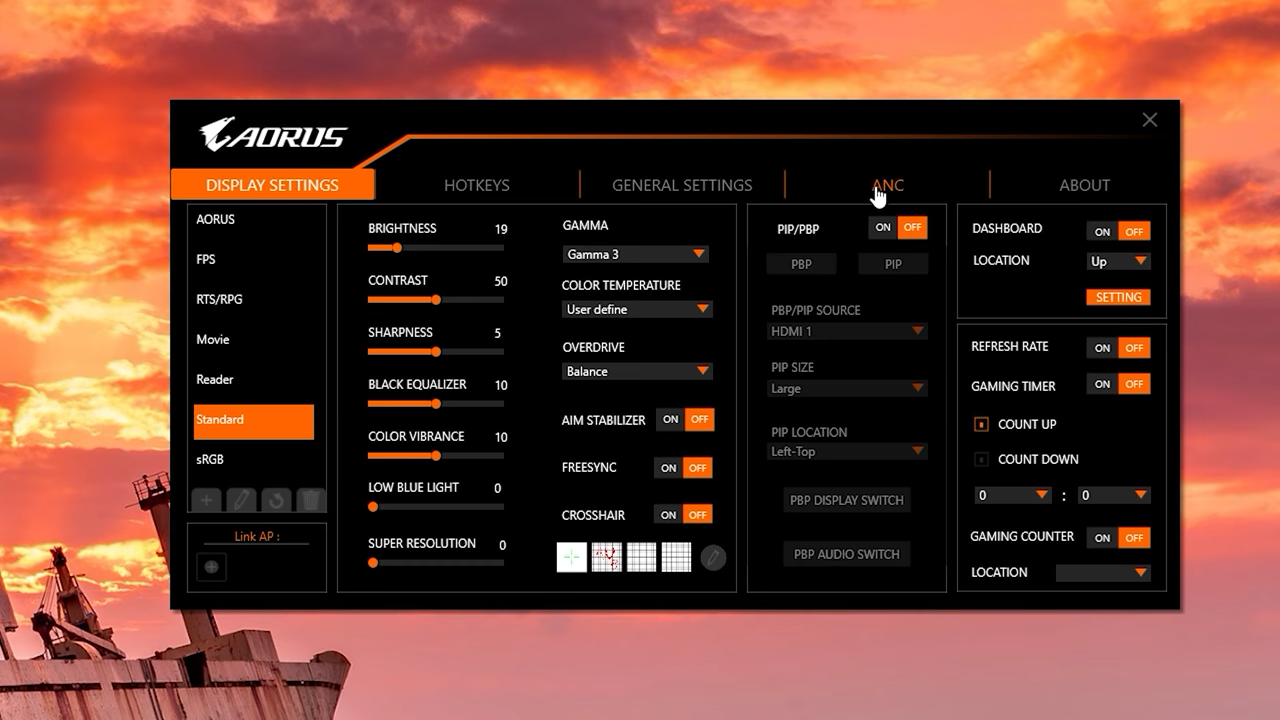 AORUS
DISPLAY SETTINGS
HOTKEYS
GENERAL SETTINGS
ANC
ABOUT
AORUS
FPS
RTS/RPG
Movie
Reader
Standard
sRGB
Link AP :
BRIGHTNESS 19
CONTRAST 50
SHARPNESS 5
BLACK EQUALIZER 10
COLOR VIBRANCE 10
LOW BLUE LIGHT 0
SUPER RESOLUTION 0
GAMMA
Gamma 3
COLOR TEMPERATURE
User define
OVERDRIVE
Balance
AIM STABILIZER ON OFF
FREESYNC ON OFF
CROSSHAIR ON OFF
PIP/PBP ON OFF
PBP PIP
PBP/PIP SOURCE
HDMI 1
PIP SIZE
Large
PIP LOCATION
Left-Top
PBP DISPLAY SWITCH
PBP AUDIO SWITCH
DASHBOARD ON OFF
LOCATION Up
SETTING
REFRESH RATE ON OFF
GAMING TIMER ON OFF
COUNT UP
COUNT DOWN
0 : 0
GAMING COUNTER ON OFF
LOCATION